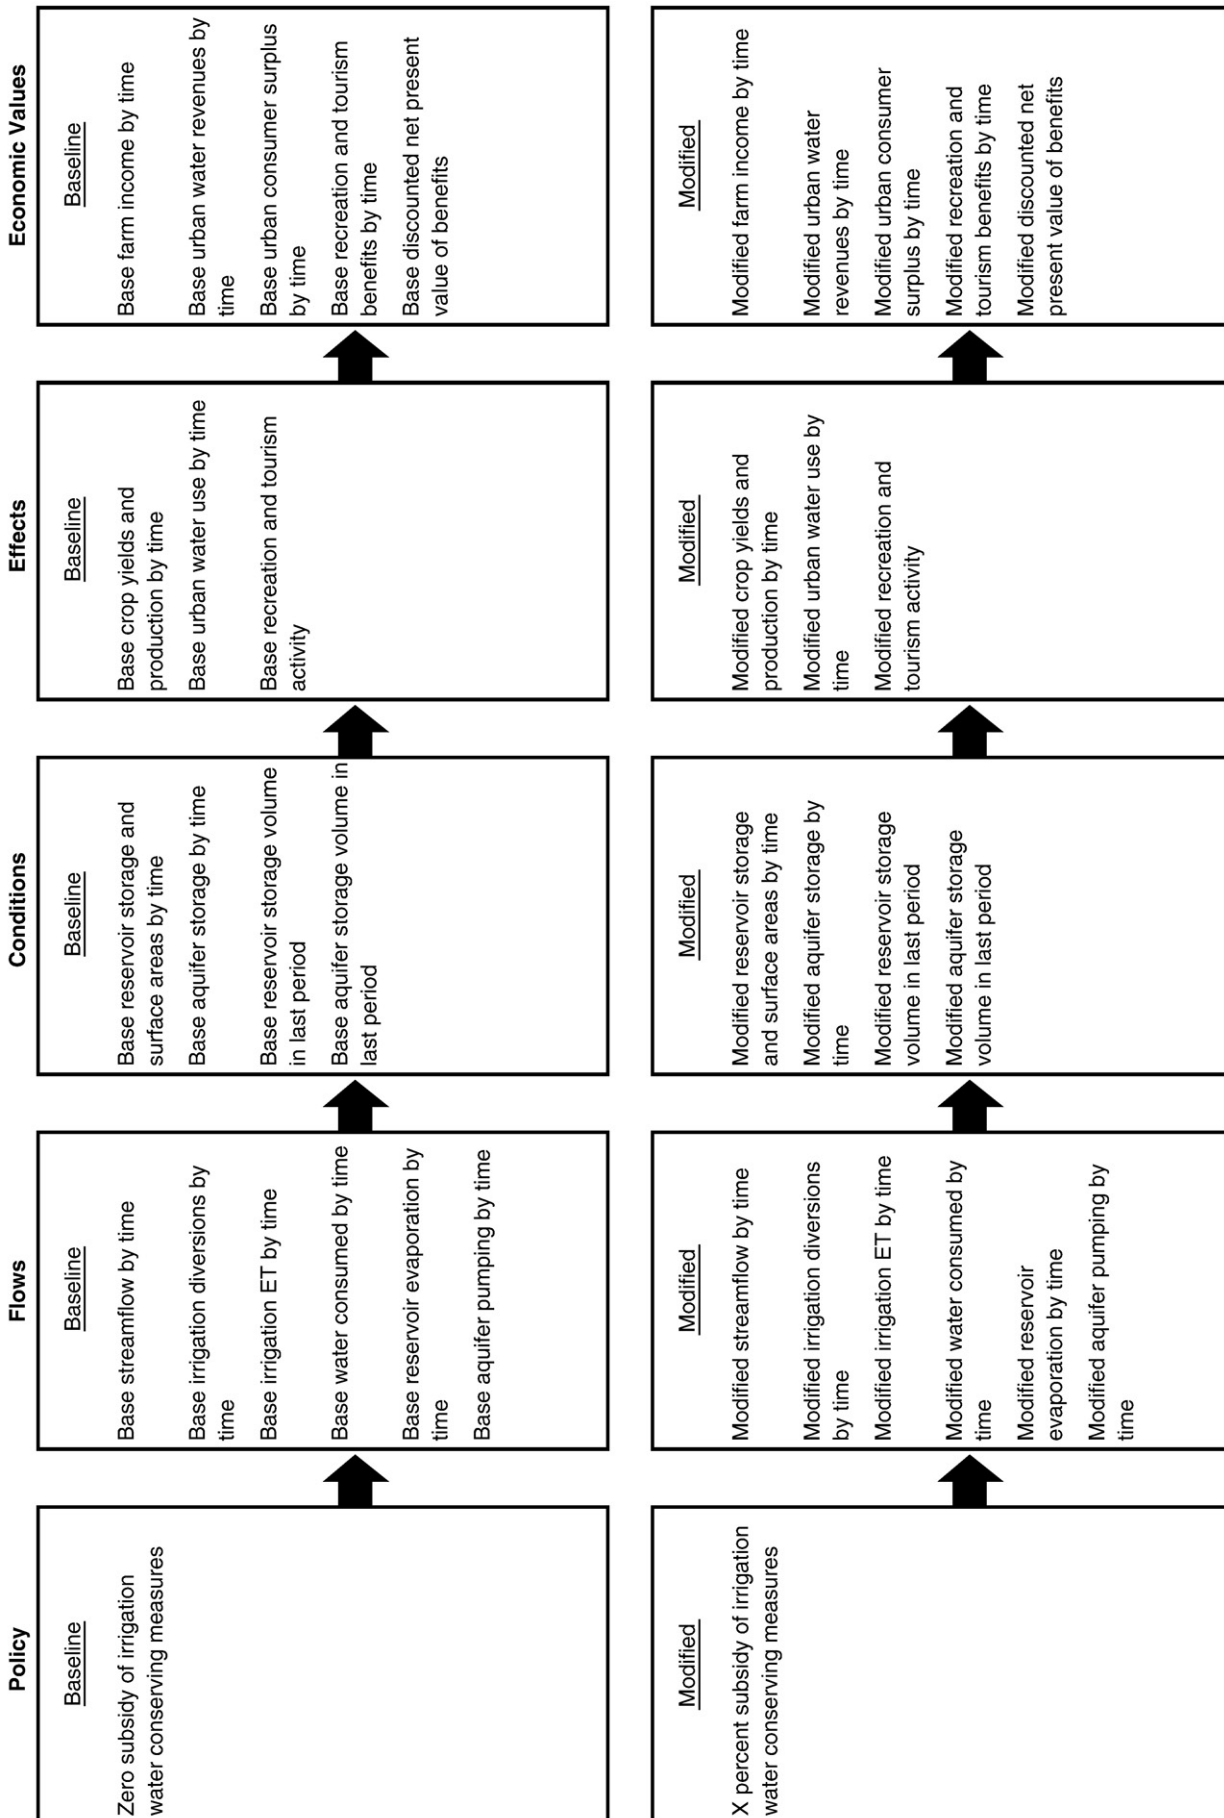 Policy
Flows
Conditions
Effects
Economic Values
Baseline
Zero subsidy of irrigation
water conserving measures
Baseline
Base streamflow by time
Base irrigation diversions by
time
Base irrigation ET by time
Base water consumed by time
Base reservoir evaporation by
time
Base aquifer pumping by time
Baseline
Base reservoir storage and
surface areas by time
Base aquifer storage by time
Base reservoir storage volume
in last period
Base aquifer storage volume in
last period
Baseline
Base crop yields and
production by time
Base urban water use by time
Base recreation and tourism
activity
Baseline
Base farm income by time
Base urban water revenues by
time
Base urban consumer surplus
by time
Base recreation and tourism
benefits by time
Base discounted net present
value of benefits
Modified
X percent subsidy of irrigation
water conserving measures
Modified
Modified streamflow by time
Modified irrigation diversions
by time
Modified irrigation ET by time
Modified water consumed by
time
Modified reservoir
evaporation by time
Modified aquifer pumping by
time
Modified
Modified reservoir storage
and surface areas by time
Modified aquifer storage by
time
Modified reservoir storage
volume in last period
Modified aquifer storage
volume in last period
Modified
Modified crop yields and
production by time
Modified urban water use by
time
Modified recreation and
tourism activity
Modified
Modified farm income by time
Modified urban water
revenues by time
Modified urban consumer
surplus by time
Modified recreation and
tourism benefits by time
Modified discounted net
present value of benefits